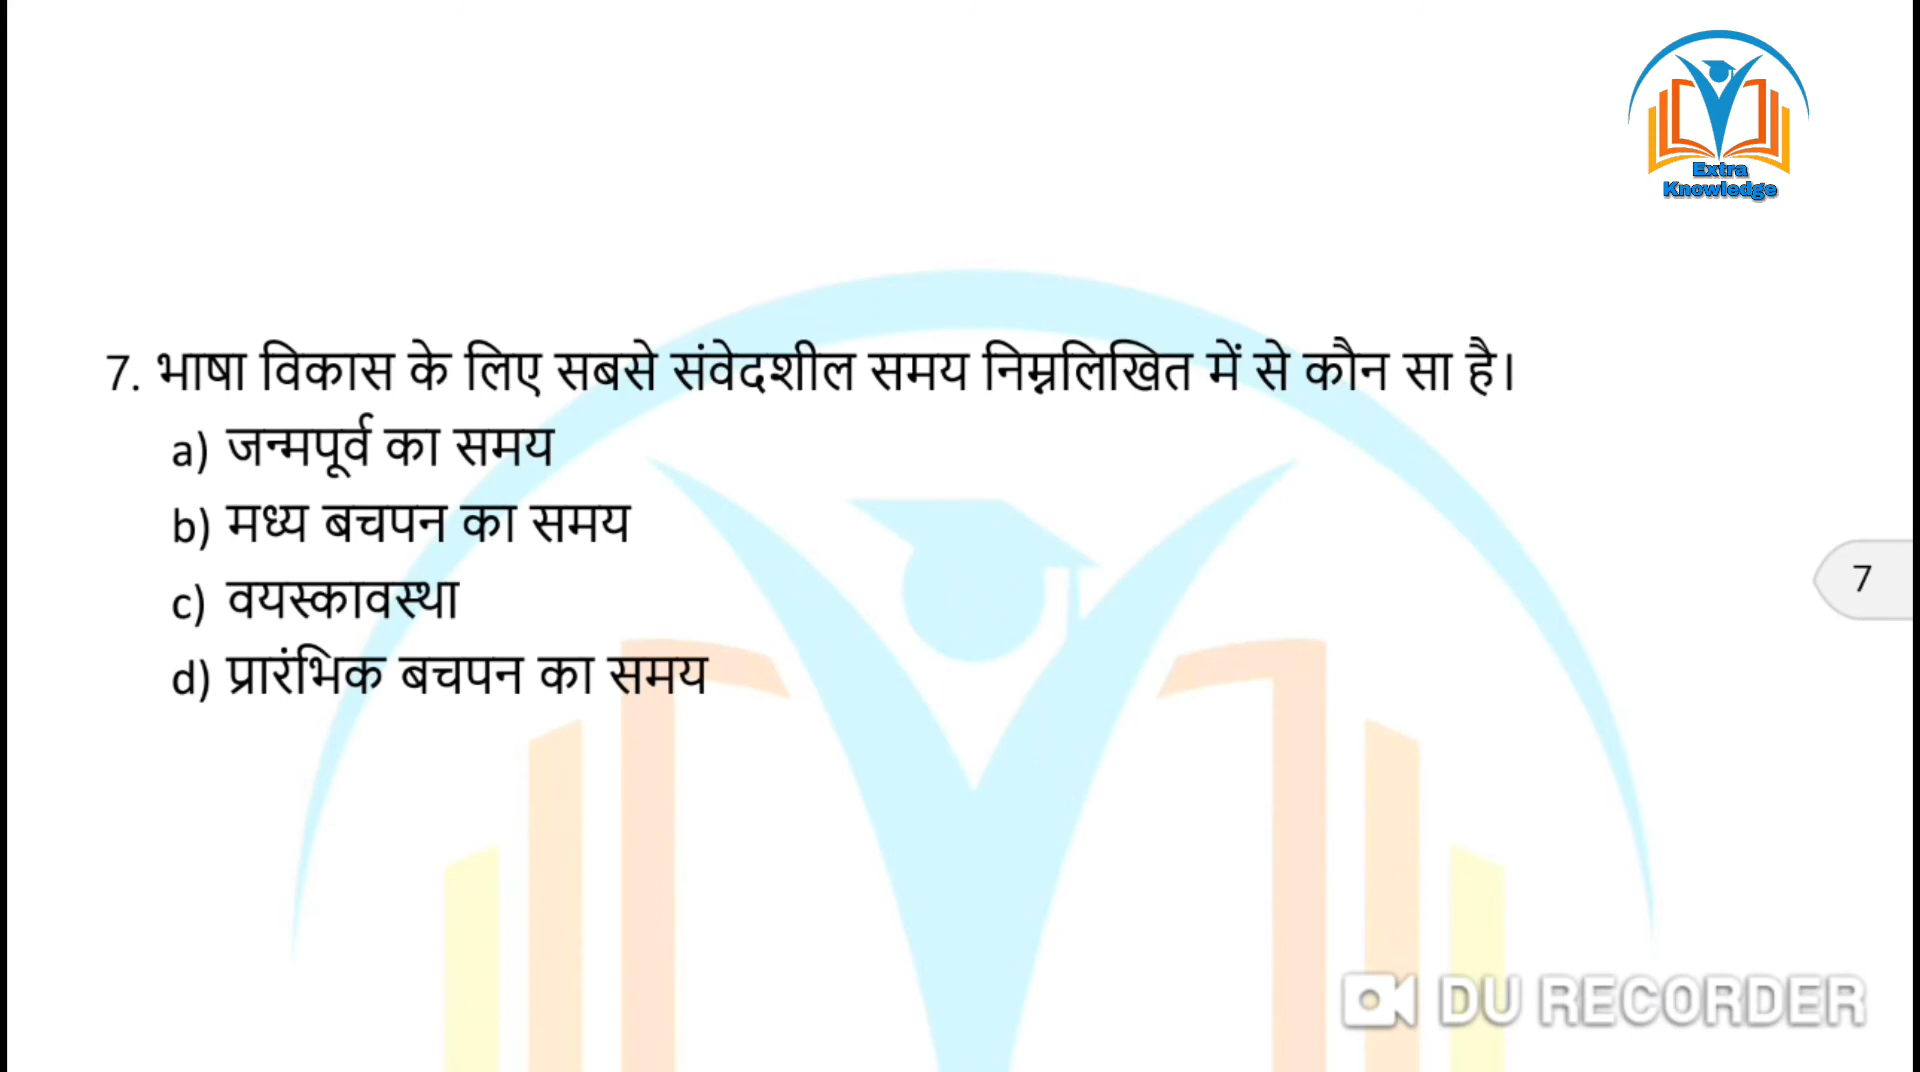 Extra
Knowledge
7. भाषा विकास के लिए सबसे संवेदशील समय निम्नलिखित में से कौन सा है।
a) जन्मपूर्व का समय
b) मध्य बचपन का समय
c) वयस्कावस्था
d) प्रारंभिक बचपन का समय
7
DU RECORDER